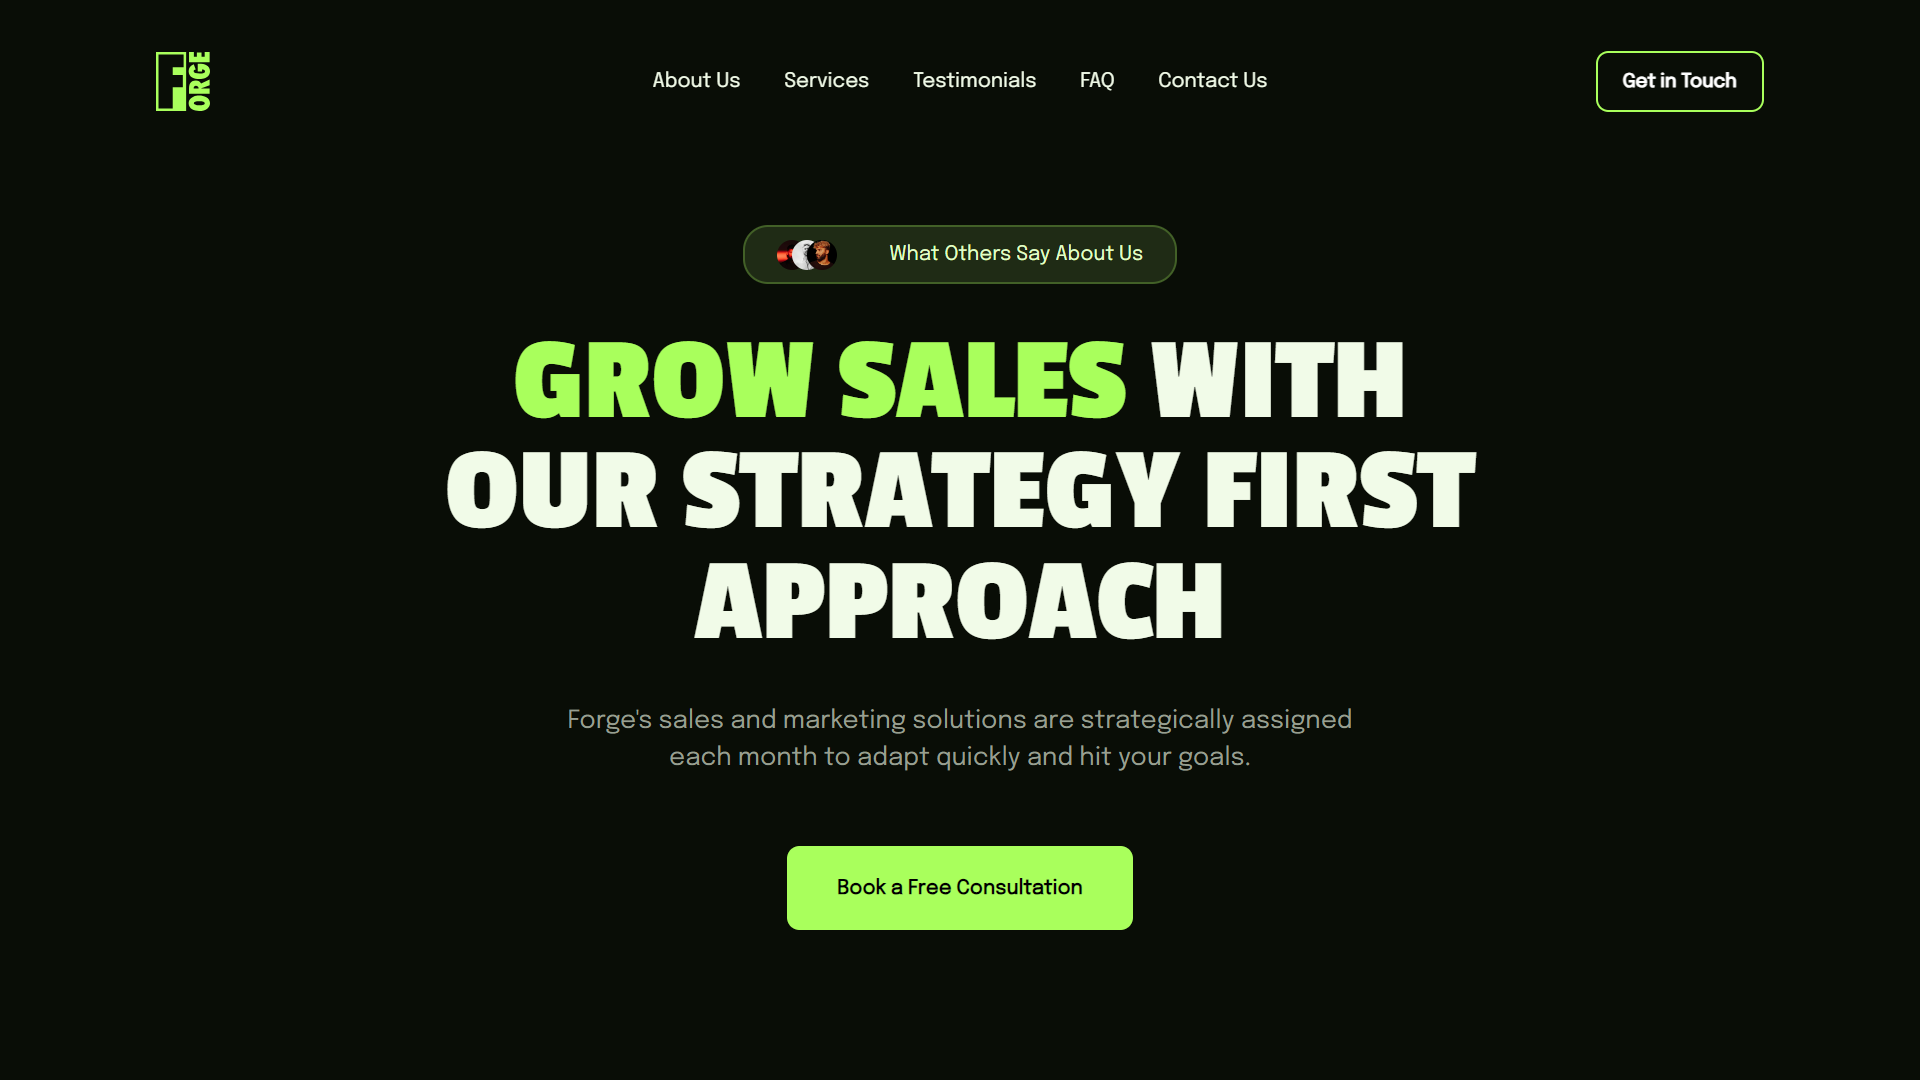 FORGE
About Us
Services
Testimonials
FAQ
Contact Us
Get in Touch
What Others Say About Us
GROW SALES WITH
OUR STRATEGY FIRST
APPROACH
Forge's sales and marketing solutions are strategically assigned
each month to adapt quickly and hit your goals.
Book a Free Consultation